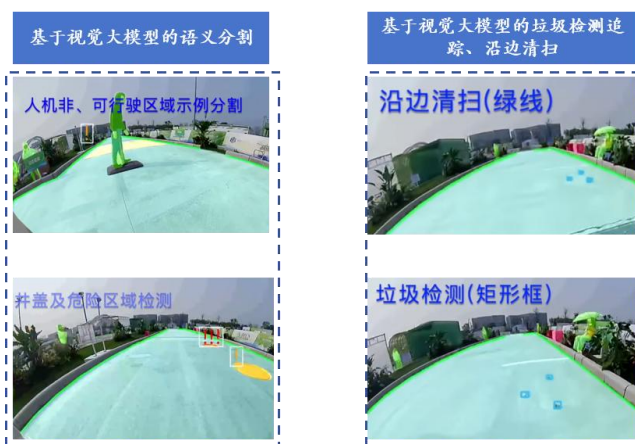 基于视觉大模型的语义分割
基于视觉大模型的垃圾检测追
踪、沿边清扫
人机非、可行驶区域示例分割
沿边清扫(绿线)
井盖及危险区域检测
垃圾检测(矩形框)